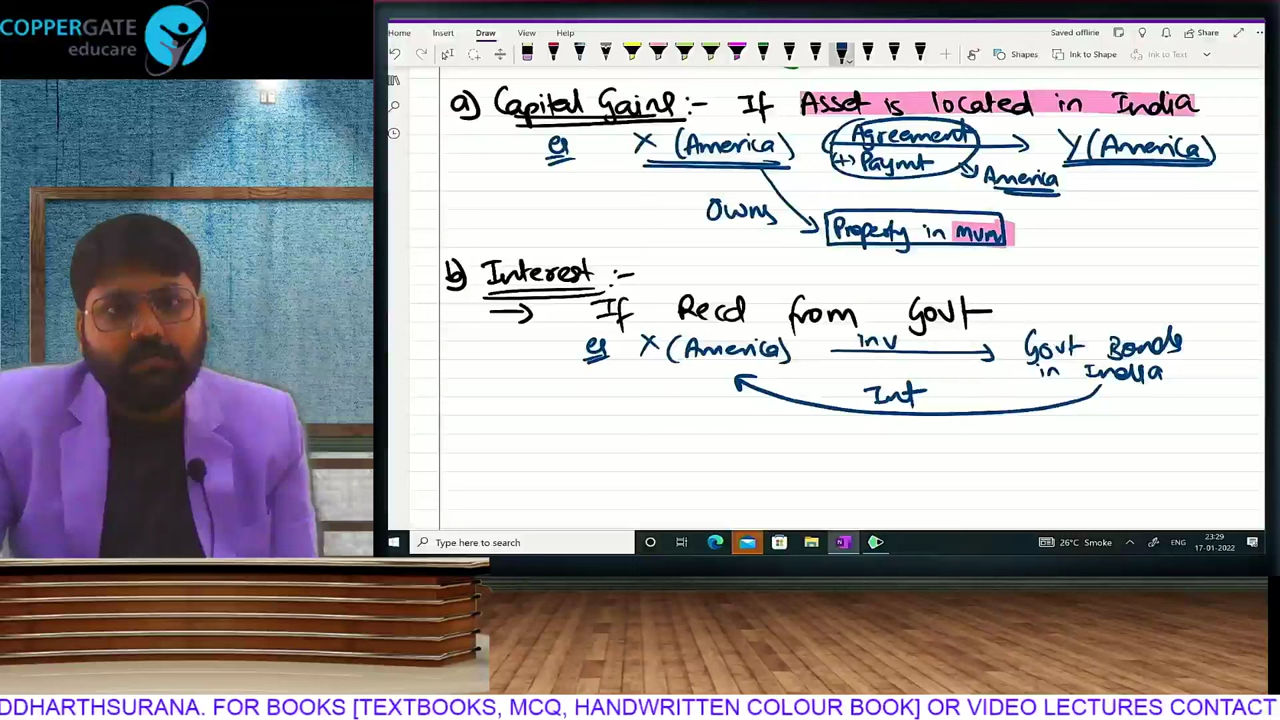 COPPERGATE
educare
Home Insert Draw View Help Saved offline Share
Shapes Ink to Shape Ink to Text
a) Capital Gains :- If Asset is located in India
eg X (America) Agreement (+) Paymt Y (America)
America
Owns
Property in mum
b) Interest :-
→ If Recd from Govt
eg X (America) inv Govt Bonds
in India
Int
Type here to search
26°C Smoke ENG 23:29
17-01-2022
DDHARTHSURANA. FOR BOOKS [TEXTBOOKS, MCQ, HANDWRITTEN COLOUR BOOK] OR VIDEO LECTURES CONTACT